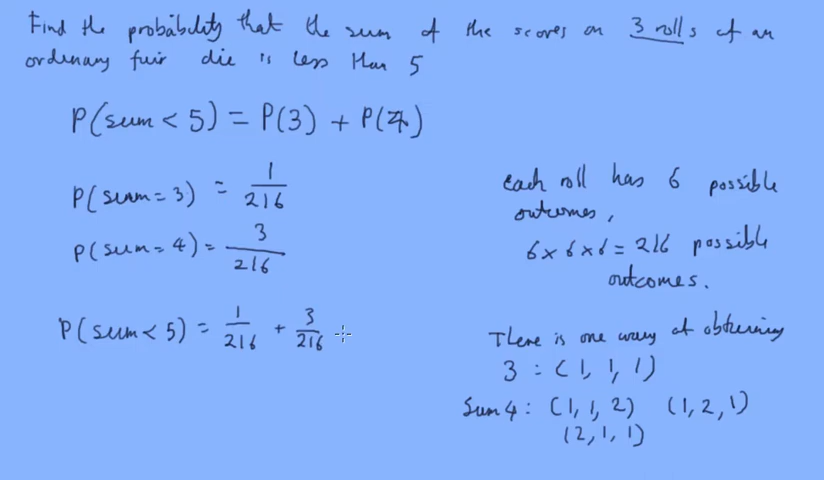 Find the probability that the sum of the scores on 3 rolls of an
ordinary fair die is less than 5
P(sum < 5) = P(3) + P(4)
P(sum = 3) = 1/216
P(sum = 4) = 3/216
P(sum < 5) = 1/216 + 3/216
Each roll has 6 possible
outcomes,
6 × 6 × 6 = 216 possible
outcomes.
There is one way of obtaining
3 : (1, 1, 1)
Sum 4 : (1, 1, 2) (1, 2, 1)
(2, 1, 1)